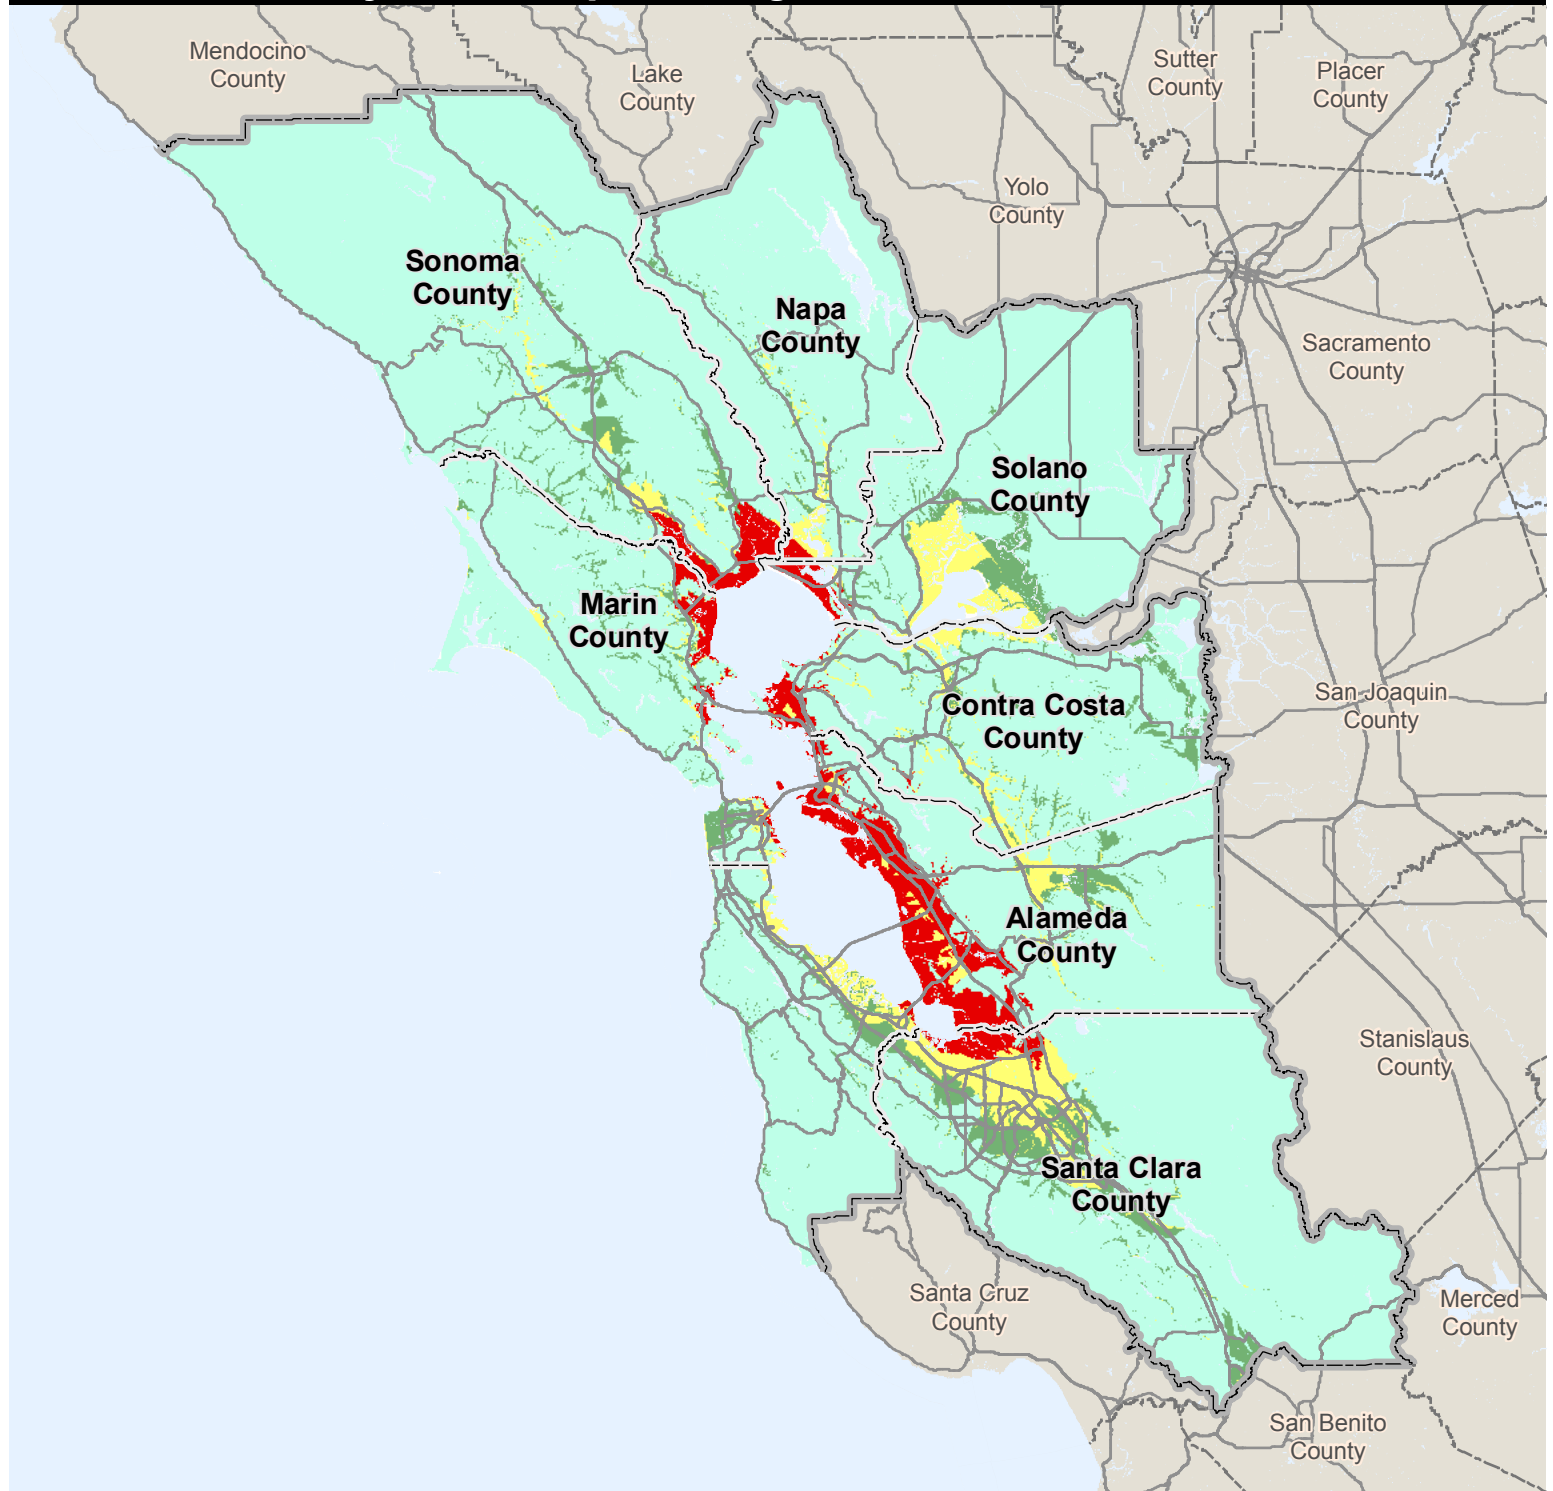 Mendocino
County
Lake
County
Sutter
County
Placer
County
Yolo
County
Sonoma
County
Napa
County
Sacramento
County
Solano
County
Marin
County
San Joaquin
County
Contra Costa
County
Alameda
County
Stanislaus
County
Santa Clara
County
Santa Cruz
County
Merced
County
San Benito
County